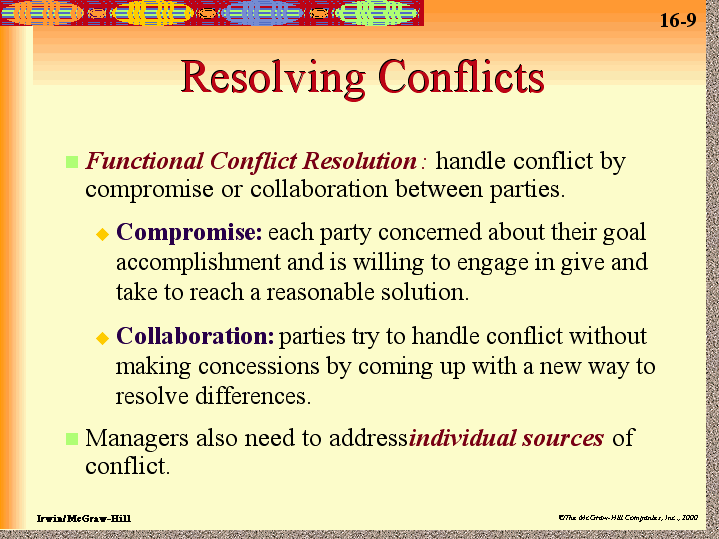 16-9
Resolving Conflicts
Functional Conflict Resolution: handle conflict by
compromise or collaboration between parties.
Compromise: each party concerned about their goal
accomplishment and is willing to engage in give and
take to reach a reasonable solution.
Collaboration: parties try to handle conflict without
making concessions by coming up with a new way to
resolve differences.
Managers also need to addressindividual sources of
conflict.
Irwin/McGraw-Hill
©The McGraw-Hill Companies, Inc., 2000